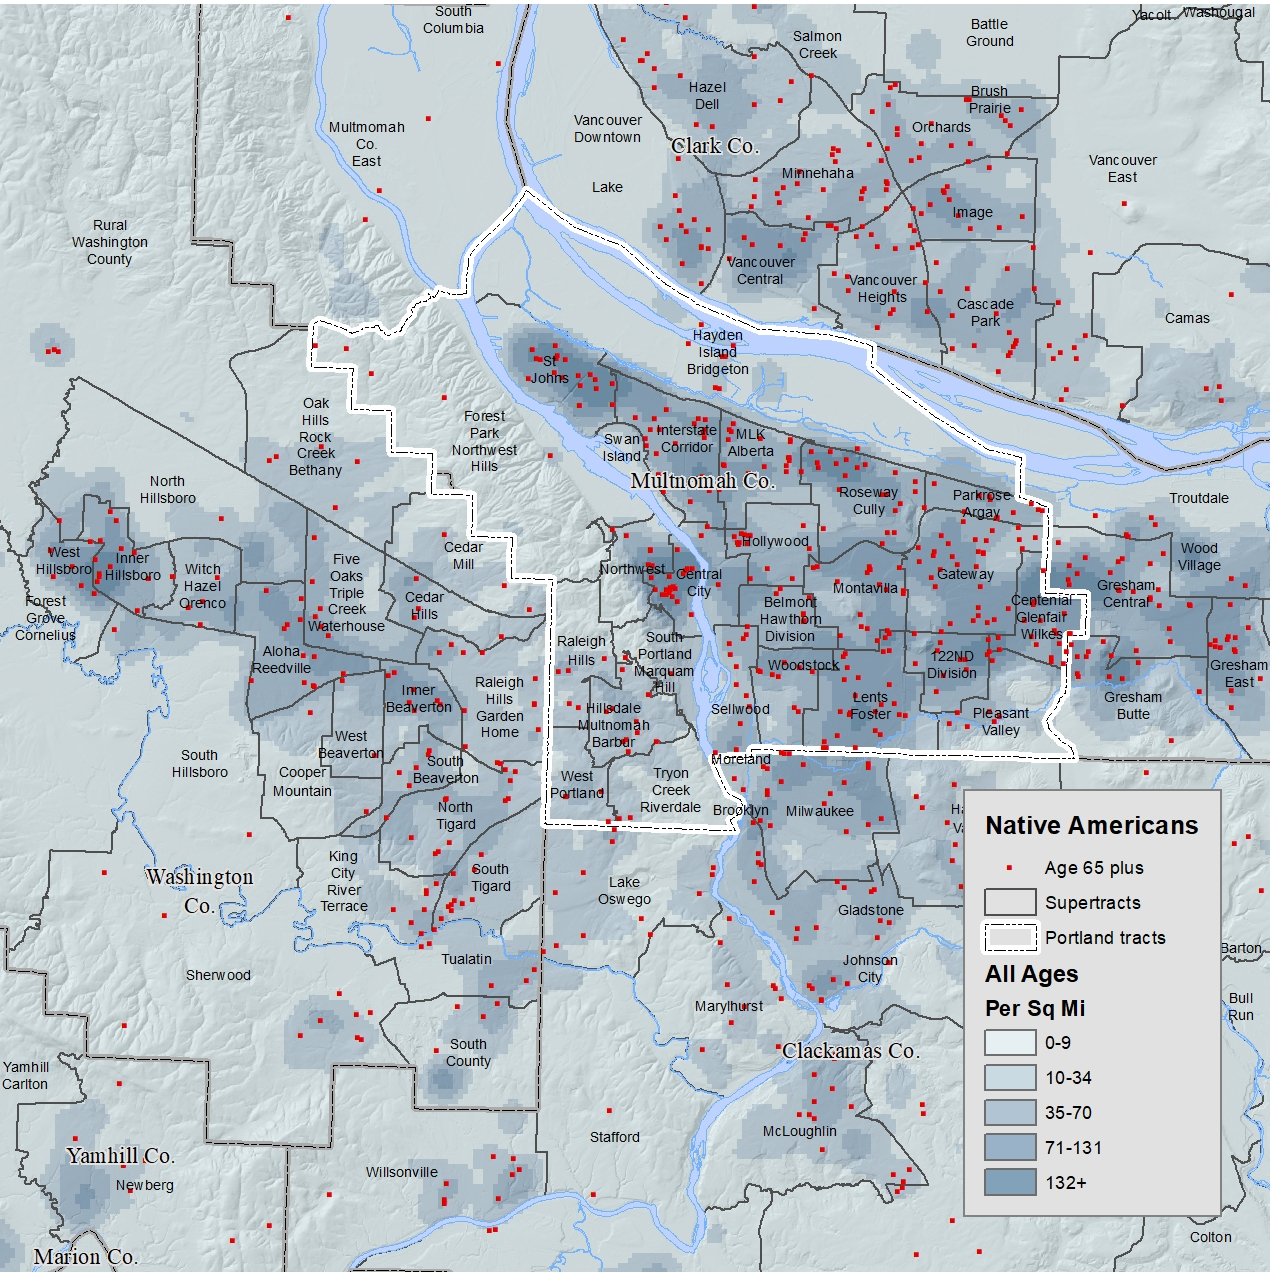 South
Columbia
Salmon
Creek
Battle
Ground
Yacolt
Washougal
Hazel
Dell
Brush
Prairie
Orchards
Multmomah
Co.
East
Vancouver
Downtown
Clark Co.
Minnehaha
Vancouver
East
Lake
Image
Rural
Washington
County
Vancouver
Central
Vancouver
Heights
Cascade
Park
Camas
Hayden
Island
Bridgeton
St
Johns
Oak
Hills
Rock
Creek
Bethany
Forest
Park
Northwest
Hills
Swan
Island
Interstate
Corridor
MLK
Alberta
Multnomah Co.
North
Hillsboro
Roseway
Cully
Parkrose
Argay
Troutdale
Hollywood
Cedar
Mill
West
Hillsboro
Inner
Hillsboro
Witch
Hazel
Orenco
Five
Oaks
Triple
Creek
Waterhouse
Cedar
Hills
Northwest
Central
City
Montavilla
Gateway
Wood
Village
Gresham
Central
Centenial
Glenfair
Wilkes
Forest
Grove
Cornelius
Belmont
Hawthorn
Division
Aloha
Reedville
Raleigh
Hills
South
Portland
Marquam
Hill
Woodstock
122ND
Division
Gresham
East
Inner
Beaverton
Raleigh
Hills
Garden
Home
Hillsdale
Multnomah
Barbur
Sellwood
Lents
Foster
Pleasant
Valley
Gresham
Butte
South
Hillsboro
West
Beaverton
Cooper
Mountain
South
Beaverton
West
Portland
Tryon
Creek
Riverdale
Moreland
Brooklyn
Milwaukee
North
Tigard
Ha
Va
Washington
Co.
King
City
River
Terrace
South
Tigard
Lake
Oswego
Gladstone
Sherwood
Tualatin
Johnson
City
Marylhurst
Barton
Bull
Run
South
County
Clackamas Co.
Yamhill
Carlton
Stafford
McLoughlin
Yamhill Co.
Newberg
Willsonville
Marion Co.
Colton
Native Americans
Age 65 plus
Supertracts
Portland tracts
All Ages
Per Sq Mi
0-9
10-34
35-70
71-131
132+